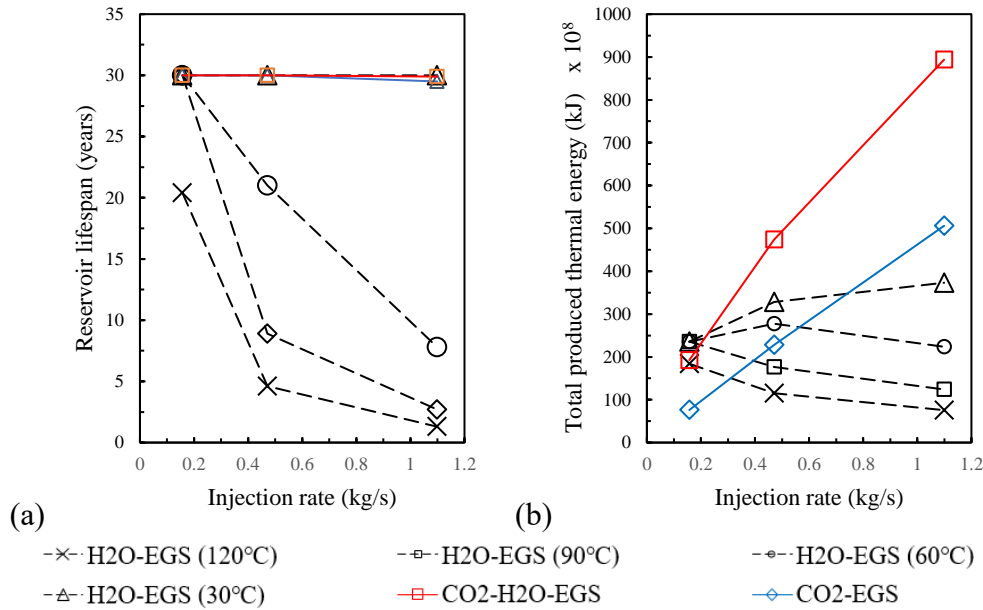 35
30
25
20
15
10
5
0
Reservoir lifespan (years)
0 0.2 0.4 0.6 0.8 1 1.2
Injection rate (kg/s)
(a)
1000
900
800
700
600
500
400
300
200
100
0
Total produced thermal energy (kJ) x 10⁸
0 0.2 0.4 0.6 0.8 1 1.2
Injection rate (kg/s)
(b)
H2O-EGS (120°C) H2O-EGS (90°C) H2O-EGS (60°C)
H2O-EGS (30°C) CO2-H2O-EGS CO2-EGS